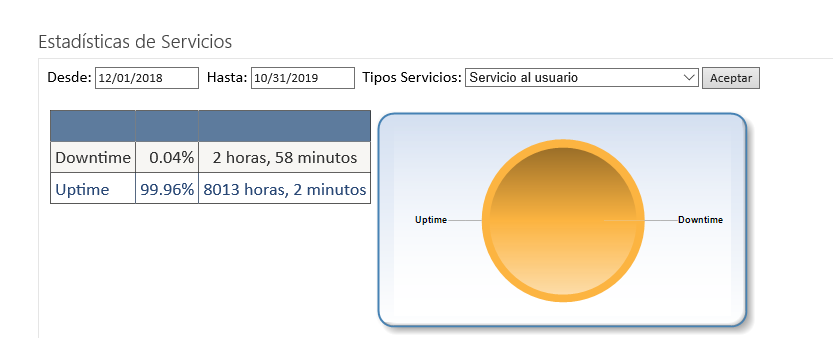 Estadísticas de Servicios
Desde: 12/01/2018 Hasta: 10/31/2019 Tipos Servicios: Servicio al usuario Aceptar
Downtime 0.04% 2 horas, 58 minutos
Uptime 99.96% 8013 horas, 2 minutos
Uptime Downtime